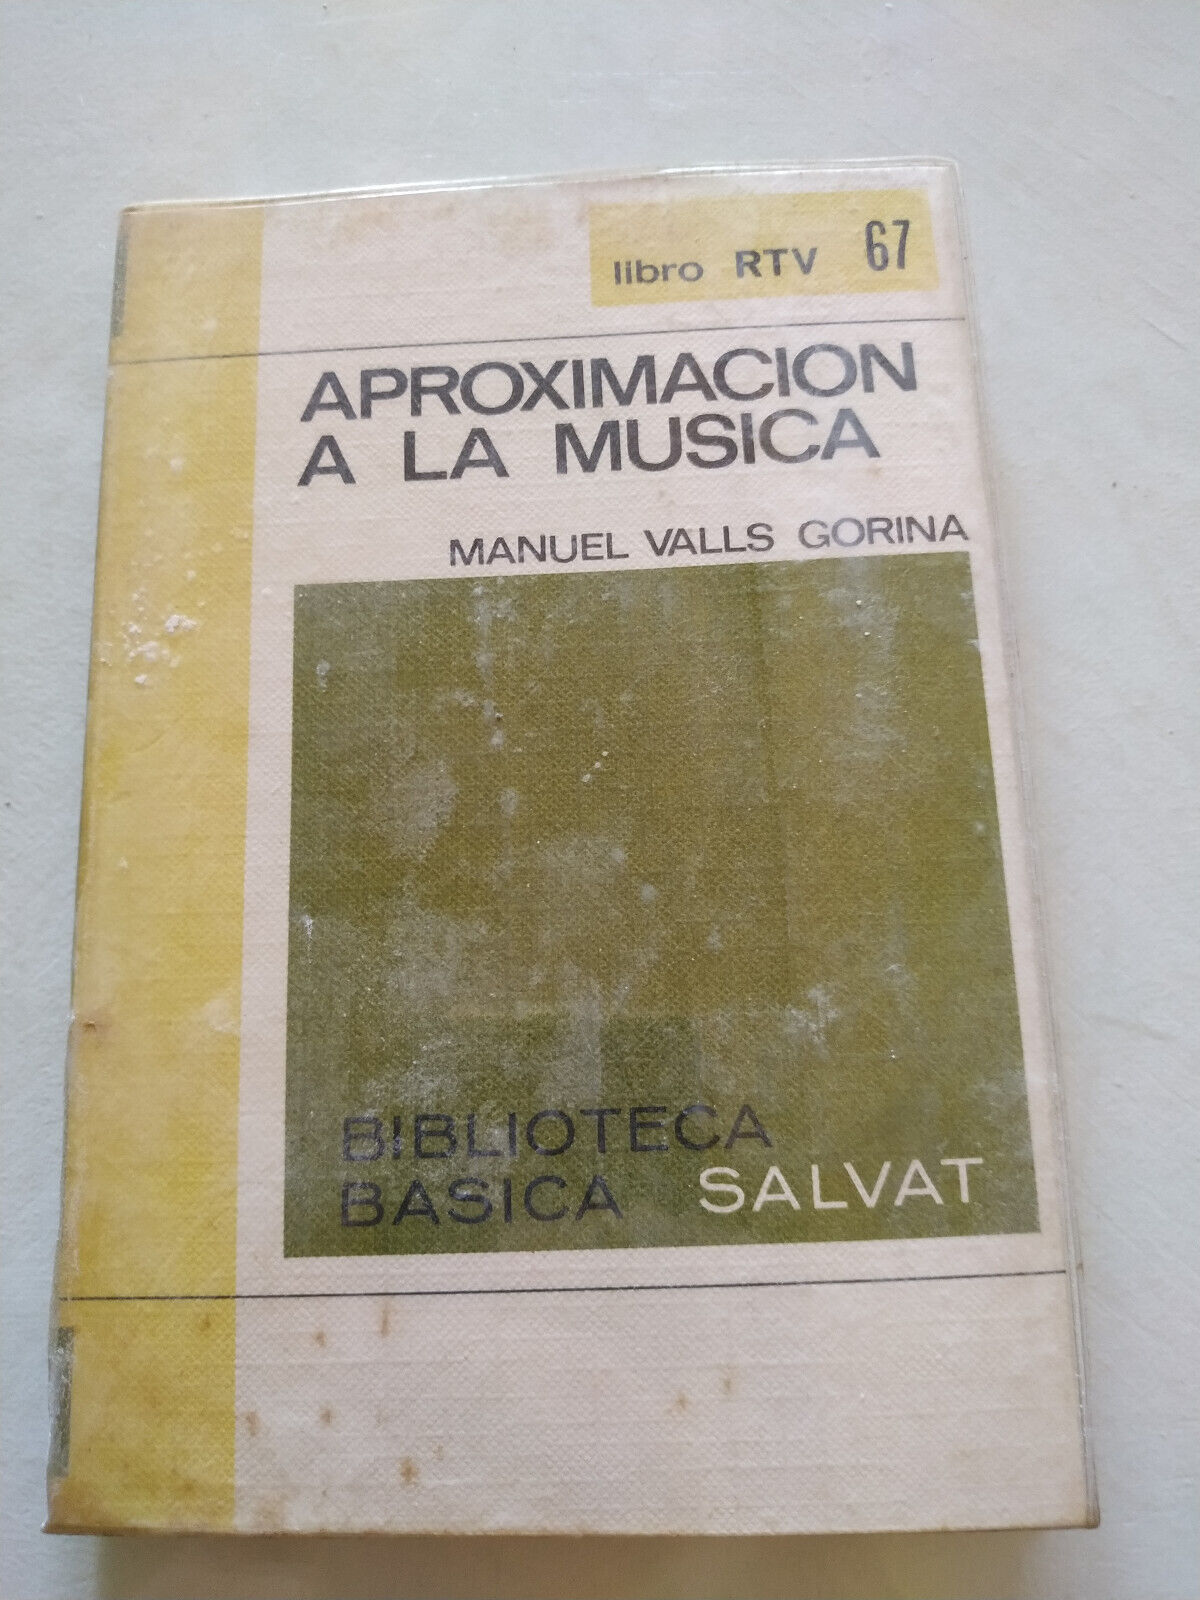 libro RTV 67
APROXIMACION
A LA MUSICA
MANUEL VALLS GORINA
BIBLIOTECA
BASICA SALVAT